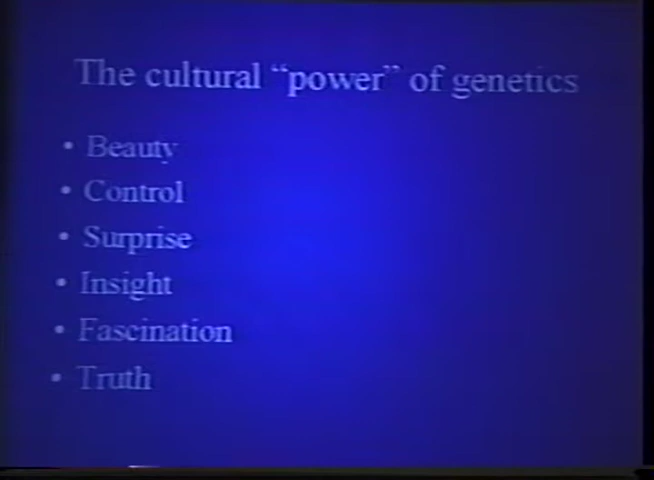 The cultural “power” of genetics
• Beauty
• Control
• Surprise
• Insight
• Fascination
• Truth